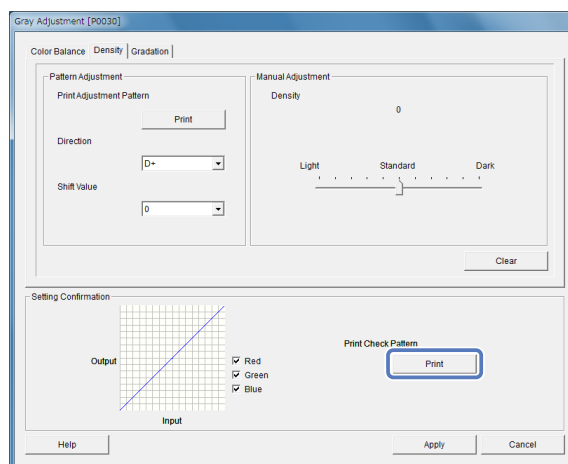 Gray Adjustment [P0030]
Color Balance Density Gradation
Pattern Adjustment
Print Adjustment Pattern
Print
Direction
D+
Shift Value
0
Manual Adjustment
Density
0
Light Standard Dark
Clear
Setting Confirmation
Output
Input
Red
Green
Blue
Print Check Pattern
Print
Help Apply Cancel